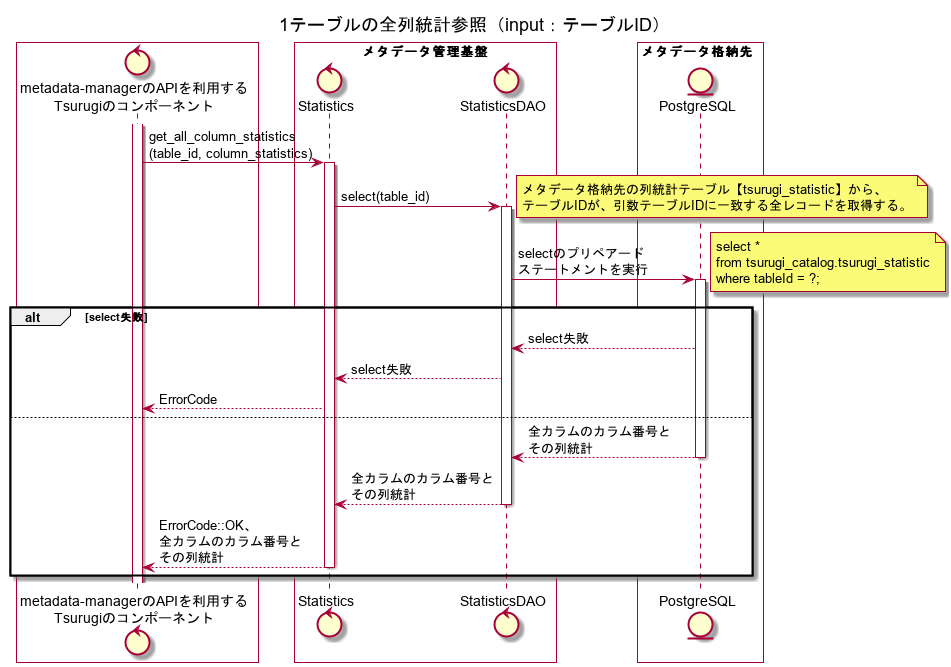 1テーブルの全列統計参照（input：テーブルID）
メタデータ管理基盤
メタデータ格納先
metadata-managerのAPIを利用する
Tsurugiのコンポーネント
Statistics
StatisticsDAO
PostgreSQL
get_all_column_statistics
(table_id, column_statistics)
select(table_id)
メタデータ格納先の列統計テーブル【tsurugi_statistic】から、
テーブルIDが、引数テーブルIDに一致する全レコードを取得する。
selectのプリペアード
ステートメントを実行
select *
from tsurugi_catalog.tsurugi_statistic
where tableId = ?;
alt
[select失敗]
select失敗
select失敗
ErrorCode
全カラムのカラム番号と
その列統計
全カラムのカラム番号と
その列統計
ErrorCode::OK、
全カラムのカラム番号と
その列統計
metadata-managerのAPIを利用する
Tsurugiのコンポーネント
Statistics
StatisticsDAO
PostgreSQL